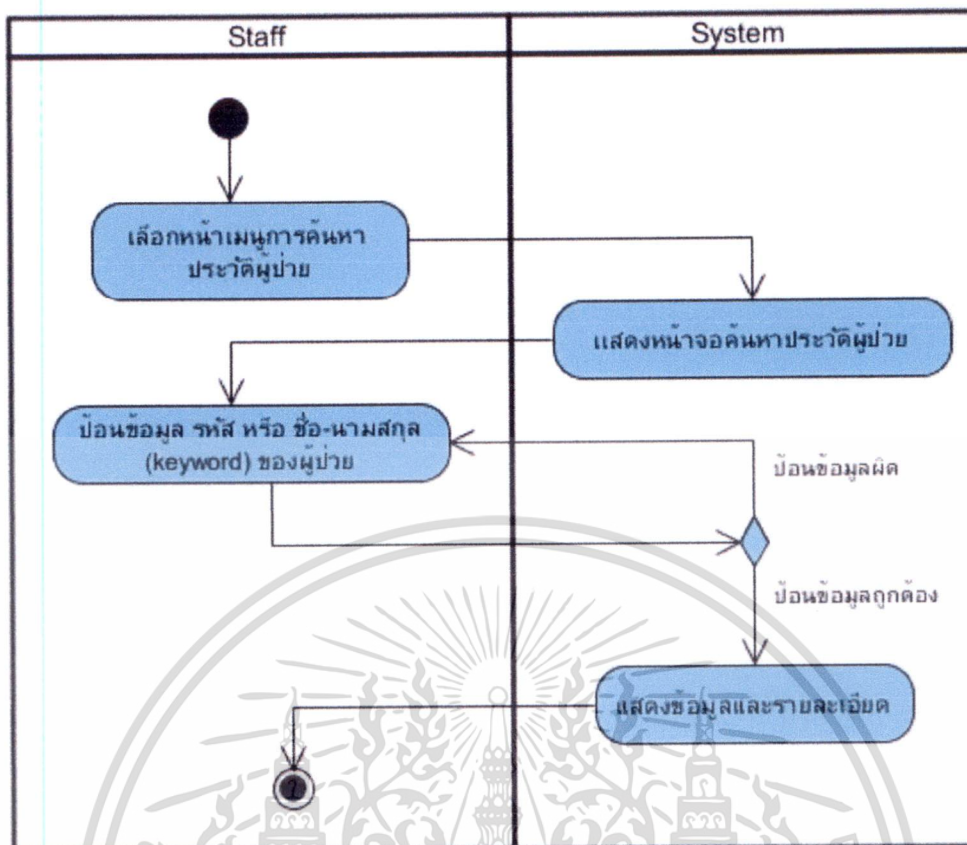 Staff
System
เลือกหน้าเมนูการค้นหา
ประวัติผู้ป่วย
แสดงหน้าจอค้นหาประวัติผู้ป่วย
ป้อนข้อมูล รหัส หรือ ชื่อ-นามสกุล
(keyword) ของผู้ป่วย
ป้อนข้อมูลผิด
ป้อนข้อมูลถูกต้อง
แสดงข้อมูลและรายละเอียด